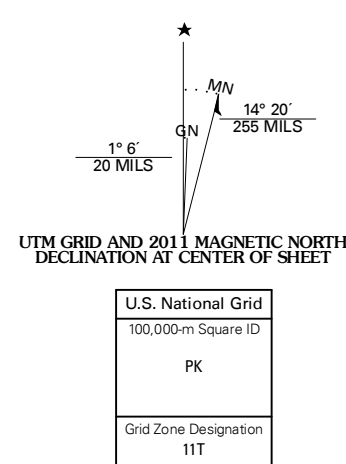 MN
14° 20´
255 MILS
GN
1° 6´
20 MILS
UTM GRID AND 2011 MAGNETIC NORTH
DECLINATION AT CENTER OF SHEET
U.S. National Grid
100,000-m Square ID
PK
Grid Zone Designation
11T